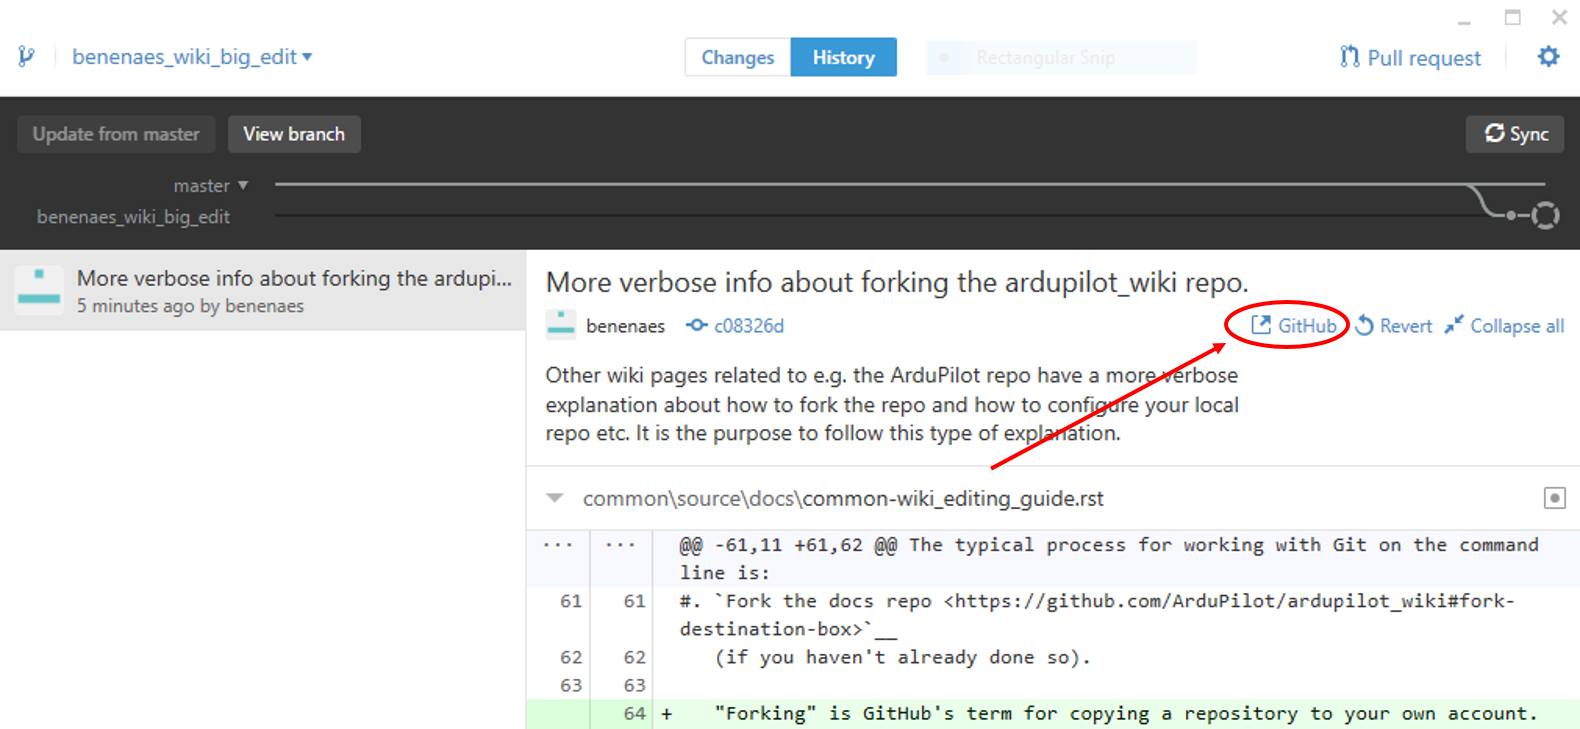 benenaes_wiki_big_edit
Changes
History
Rectangular Snip
Pull request
Update from master
View branch
Sync
master
benenaes_wiki_big_edit
More verbose info about forking the ardupi...
5 minutes ago by benenaes
More verbose info about forking the ardupilot_wiki repo.
benenaes
c08326d
GitHub
Revert
Collapse all
Other wiki pages related to e.g. the ArduPilot repo have a more verbose
explanation about how to fork the repo and how to configure your local
repo etc. It is the purpose to follow this type of explanation.
common\source\docs\common-wiki_editing_guide.rst
... ... @@ -61,11 +61,62 @@ The typical process for working with Git on the command
line is:
61 61 #. `Fork the docs repo <https://github.com/ArduPilot/ardupilot_wiki#fork-
destination-box>`__
62 62 (if you haven't already done so).
63 63
64 + "Forking" is GitHub's term for copying a repository to your own account.